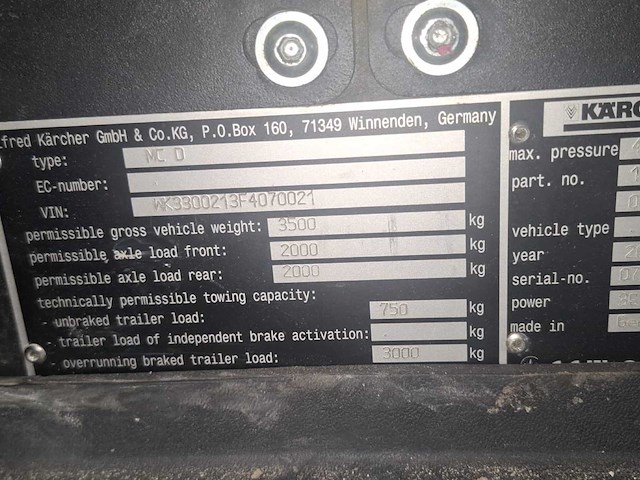 fred Kärcher GmbH & Co.KG, P.O.Box 160, 71349 Winnenden, Germany
type: MC D
EC-number:
VIN: WK3300213F4070021
permissible gross vehicle weight: 3500 kg
permissible axle load front: 2000 kg
permissible axle load rear: 2000 kg
technically permissible towing capacity:
- unbraked trailer load: 750 kg
- trailer load of independent brake activation: . kg
- overrunning braked trailer load: 3000 kg
KÄRC
max. pressure
part. no.
vehicle type
year
serial-no.
power
made in